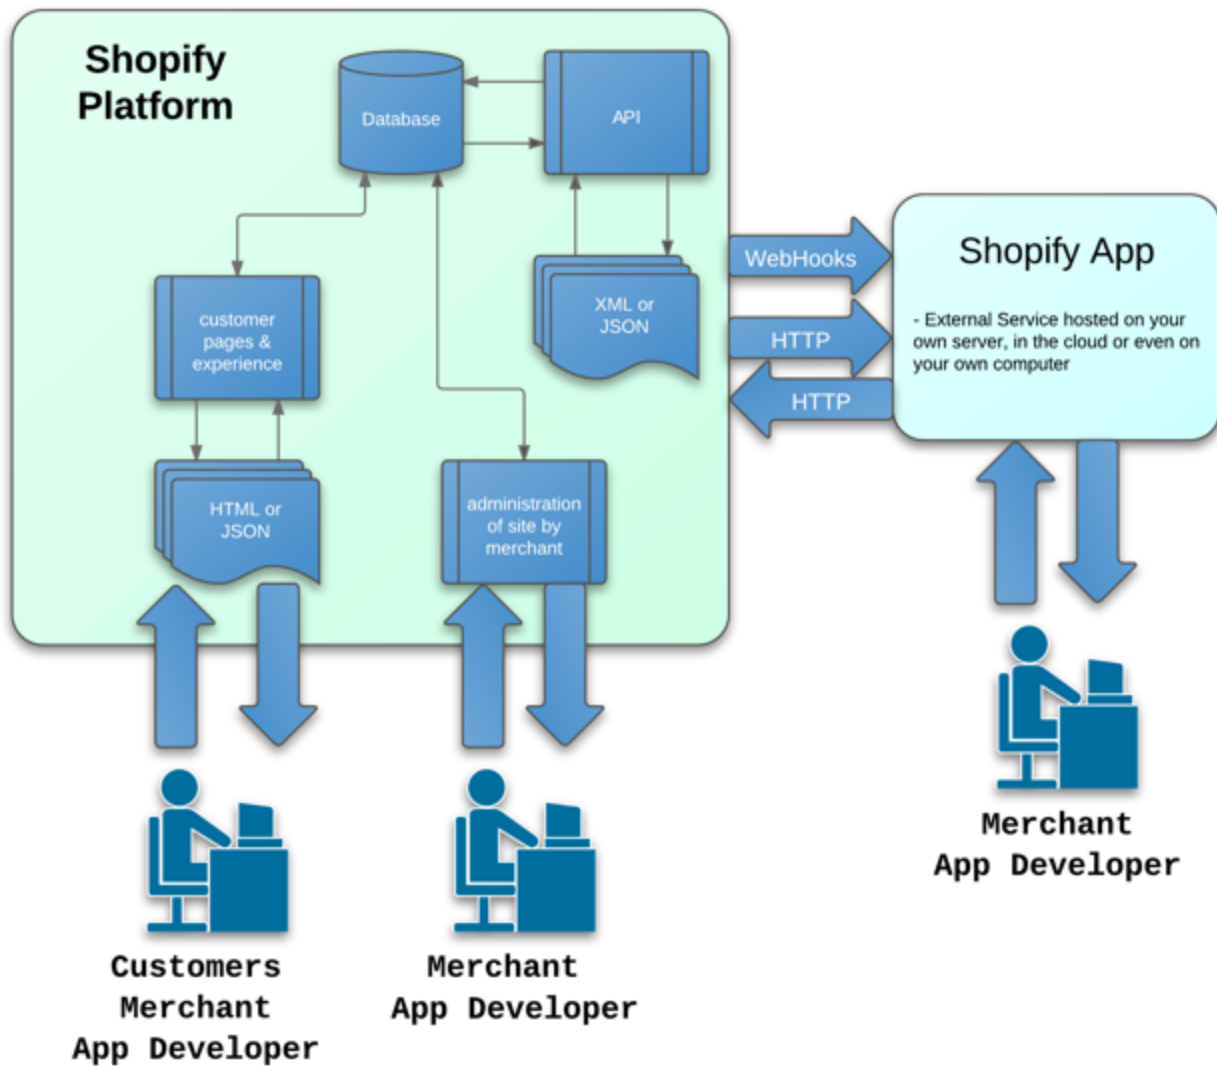 Shopify
Platform
Database
API
WebHooks
Shopify App
customer
pages &
experience
XML or
JSON
HTTP
- External Service hosted on your
own server, in the cloud or even on
your own computer
HTTP
HTML or
JSON
administration
of site by
merchant
Merchant
App Developer
Customers
Merchant
App Developer
Merchant
App Developer